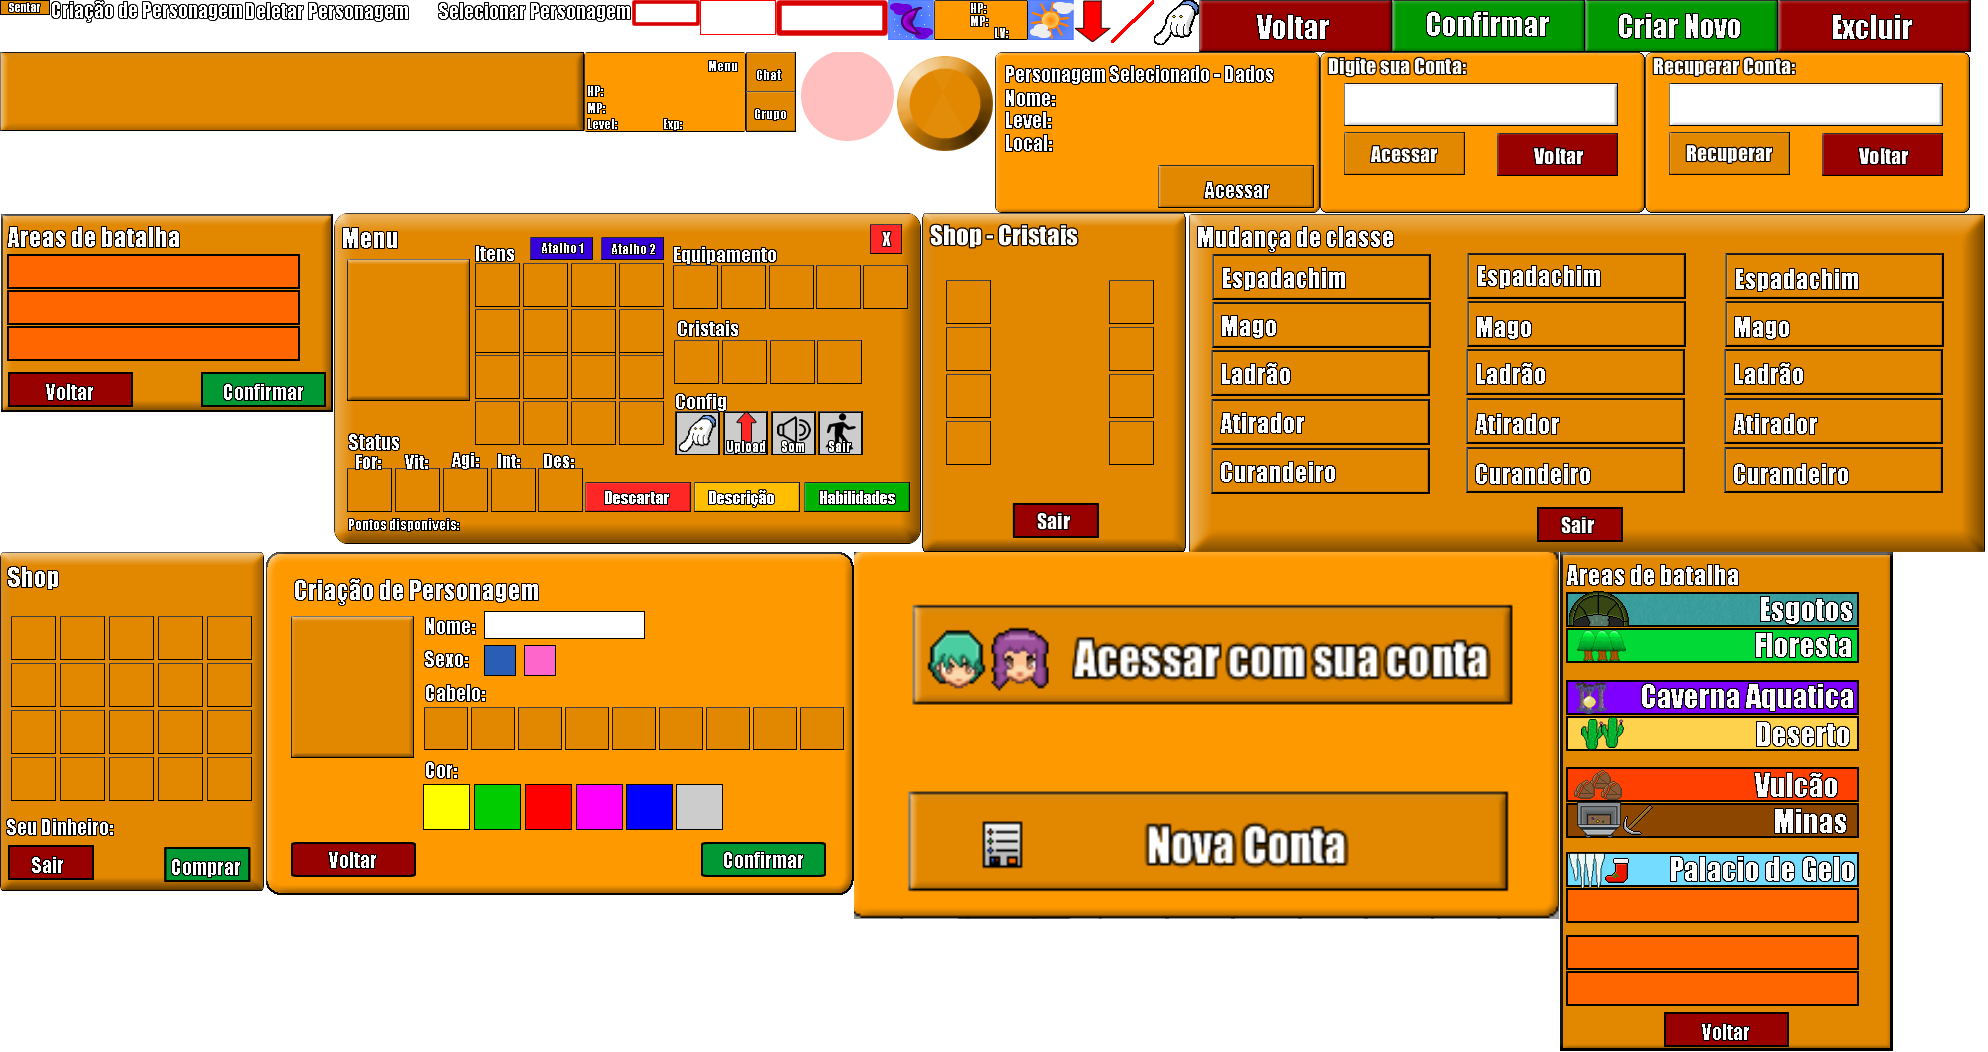 Sentar
Criação de Personagem
Deletar Personagem
Selecionar Personagem
HP:
MP:
LV:
Voltar
Confirmar
Criar Novo
Excluir
Menu
HP:
MP:
Level:
Exp:
Chat
Grupo
Personagem Selecionado - Dados
Nome:
Level:
Local:
Acessar
Digite sua Conta:
Acessar
Voltar
Recuperar Conta:
Recuperar
Voltar
Areas de batalha
Voltar
Confirmar
Menu
X
Itens
Atalho 1
Atalho 2
Equipamento
Cristais
Config
Upload
Som
Sair
Status
For:
Vit:
Agi:
Int:
Des:
Descartar
Descrição
Habilidades
Pontos disponiveis:
Shop - Cristais
Sair
Mudança de classe
Espadachim
Mago
Ladrão
Atirador
Curandeiro
Espadachim
Mago
Ladrão
Atirador
Curandeiro
Espadachim
Mago
Ladrão
Atirador
Curandeiro
Sair
Shop
Seu Dinheiro:
Sair
Comprar
Criação de Personagem
Nome:
Sexo:
Cabelo:
Cor:
Voltar
Confirmar
Acessar com sua conta
Nova Conta
Areas de batalha
Esgotos
Floresta
Caverna Aquatica
Deserto
Vulcão
Minas
Palacio de Gelo
Voltar